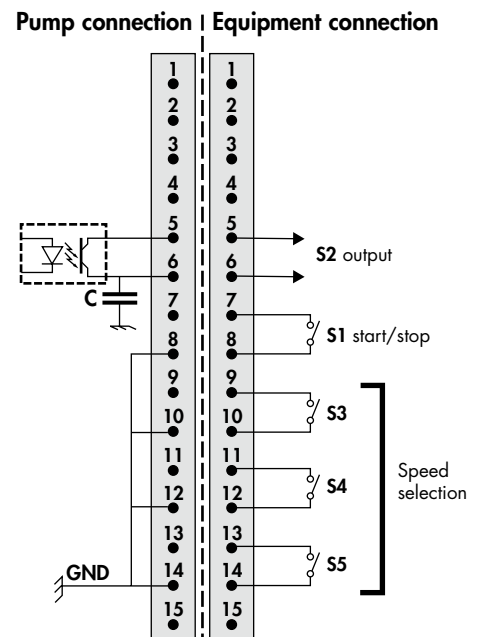 Pump connection Equipment connection
1 1
2 2
3 3
4 4
5 5
S2 output
6 6
C
7 7
S1 start/stop
8 8
9 9
S3
10 10
11 11
Speed
S4
selection
12 12
13 13
S5
GND
14 14
15 15